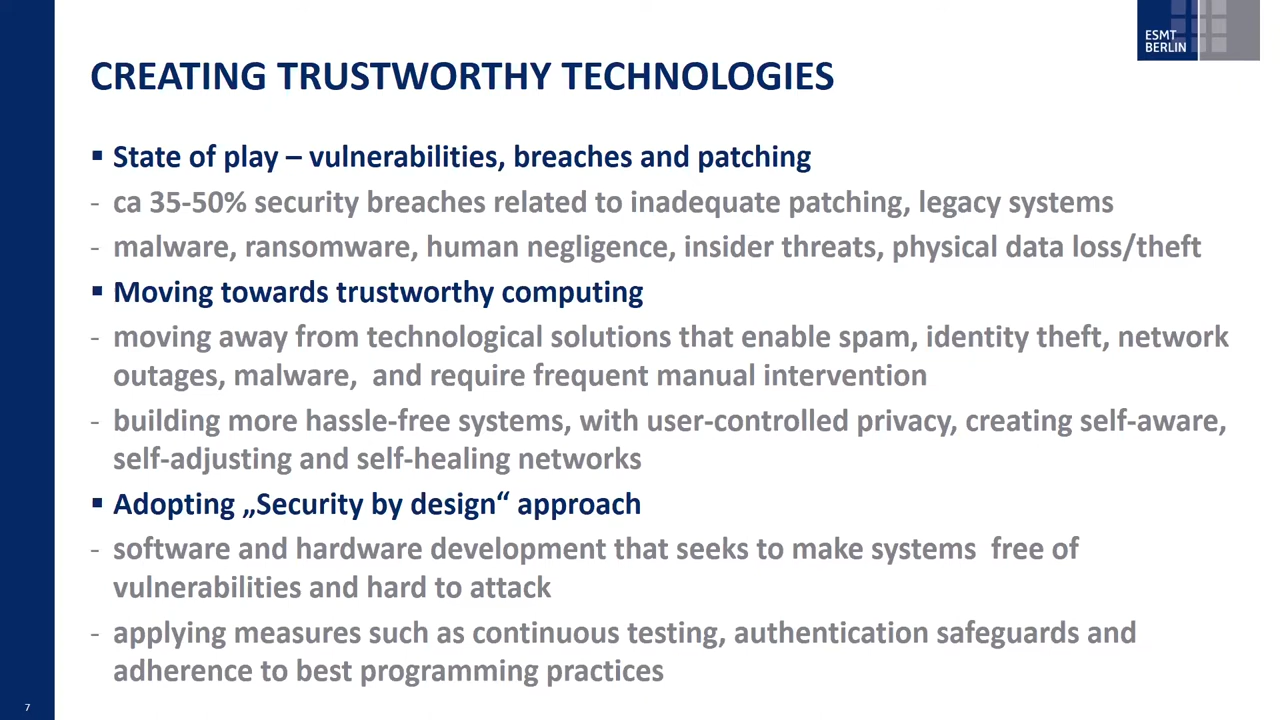 ESMT
BERLIN
CREATING TRUSTWORTHY TECHNOLOGIES
▪ State of play – vulnerabilities, breaches and patching
- ca 35-50% security breaches related to inadequate patching, legacy systems
- malware, ransomware, human negligence, insider threats, physical data loss/theft
▪ Moving towards trustworthy computing
- moving away from technological solutions that enable spam, identity theft, network
outages, malware,  and require frequent manual intervention
- building more hassle-free systems, with user-controlled privacy, creating self-aware,
self-adjusting and self-healing networks
▪ Adopting „Security by design“ approach
- software and hardware development that seeks to make systems  free of
vulnerabilities and hard to attack
- applying measures such as continuous testing, authentication safeguards and
adherence to best programming practices
7